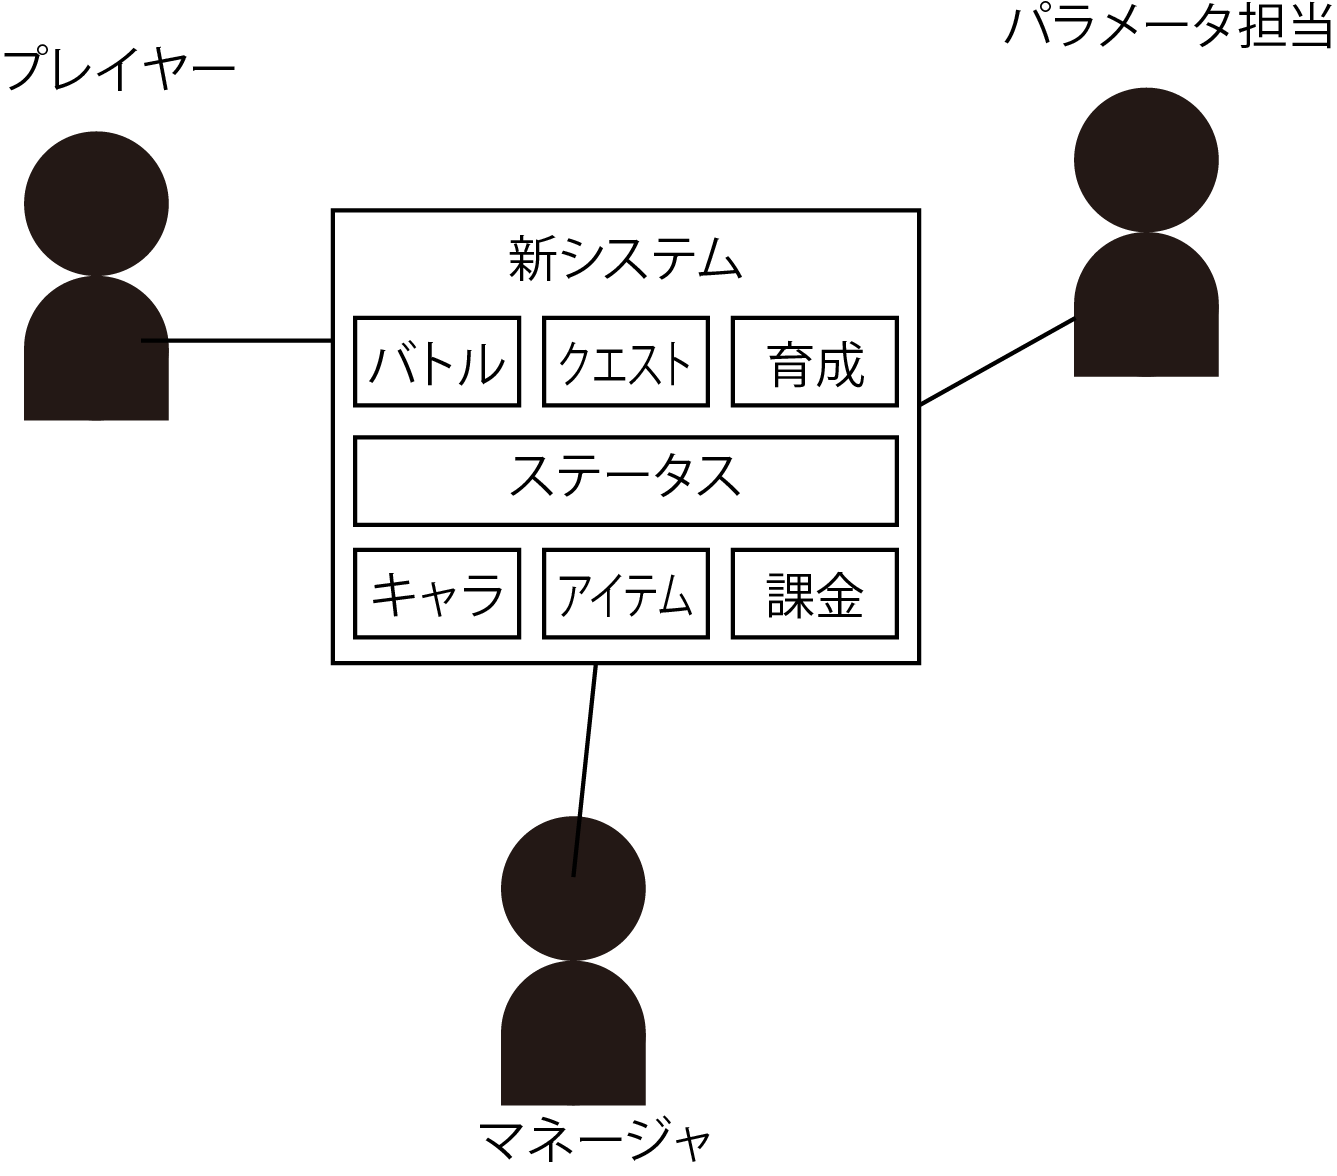 プレイヤー
パラメータ担当
新システム
バトル
クエスト
育成
ステータス
キャラ
アイテム
課金
マネージャ